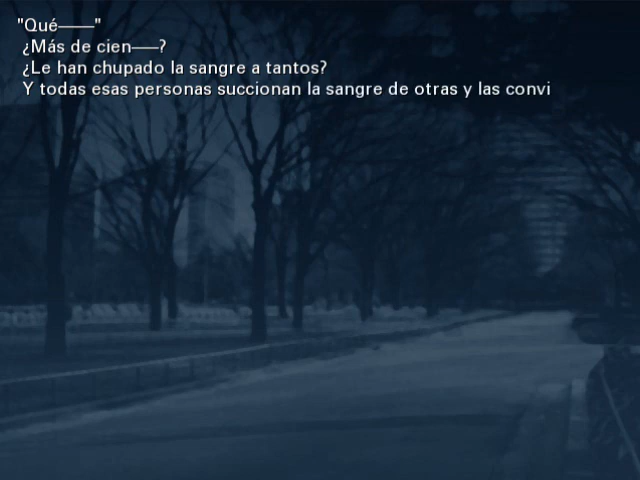 "Qué——"
¿Más de cien——?
¿Le han chupado la sangre a tantos?
Y todas esas personas succionan la sangre de otras y las convi